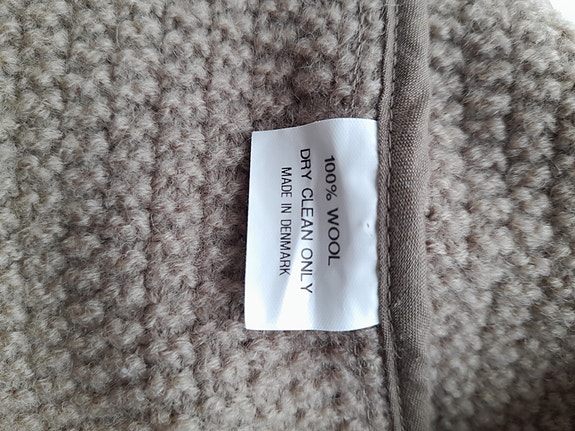 100% WOOL
DRY CLEAN ONLY
MADE IN DENMARK